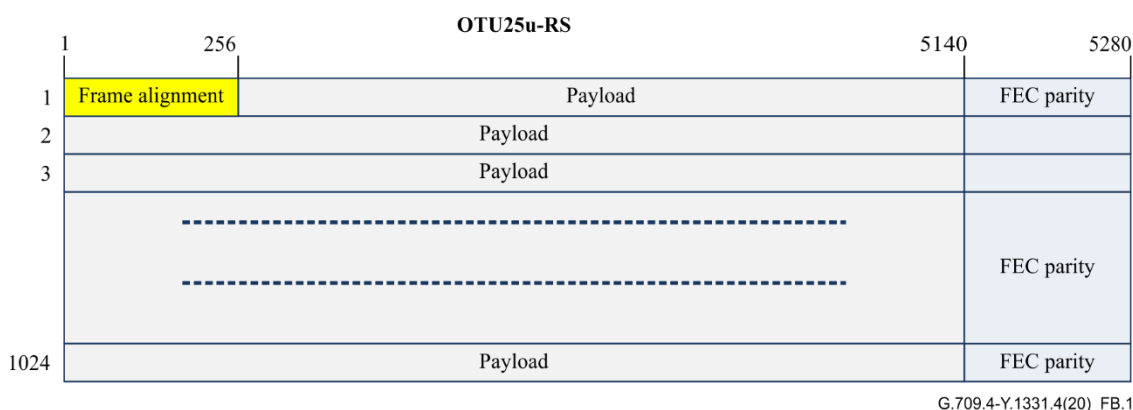 OTU25u-RS
1 256 5140 5280
1 Frame alignment Payload FEC parity
2 Payload
3 Payload
FEC parity
1024 Payload FEC parity
G.709.4-Y.1331.4(20)_FB.1